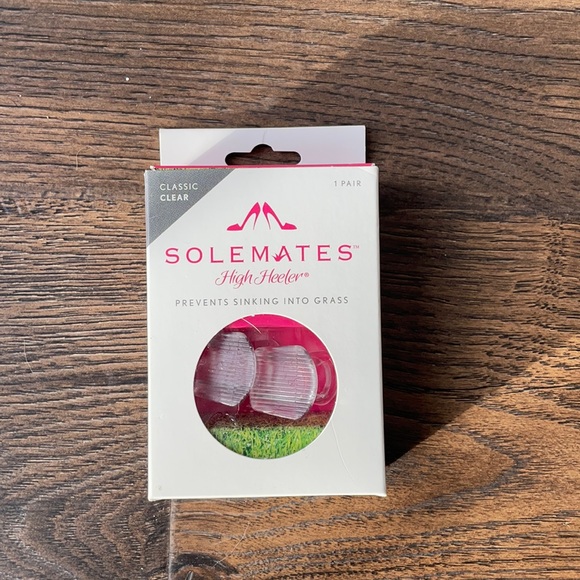 CLASSIC
CLEAR
1 PAIR
SOLEMATES™
High Heeler®
PREVENTS SINKING INTO GRASS